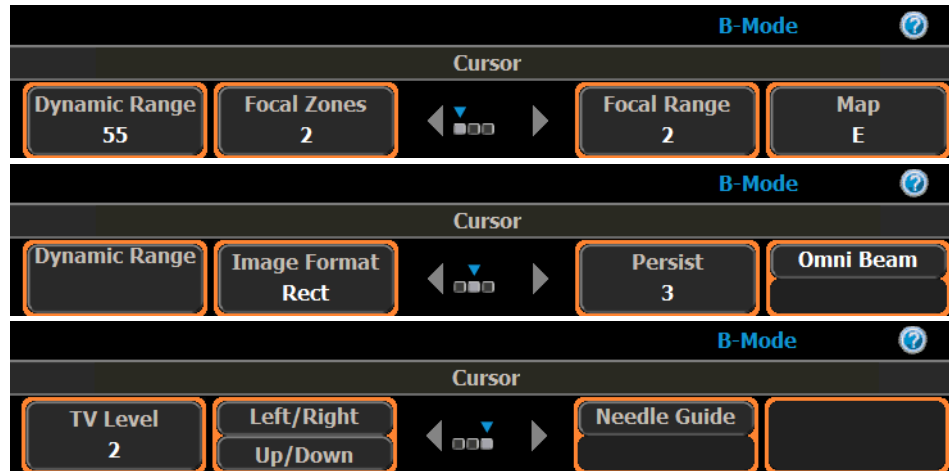 B-Mode
Cursor
Dynamic Range Focal Zones Focal Range Map
55 2 2 E
B-Mode
Cursor
Dynamic Range Image Format Persist Omni Beam
Rect 3
B-Mode
Cursor
TV Level Left/Right Needle Guide
2 Up/Down